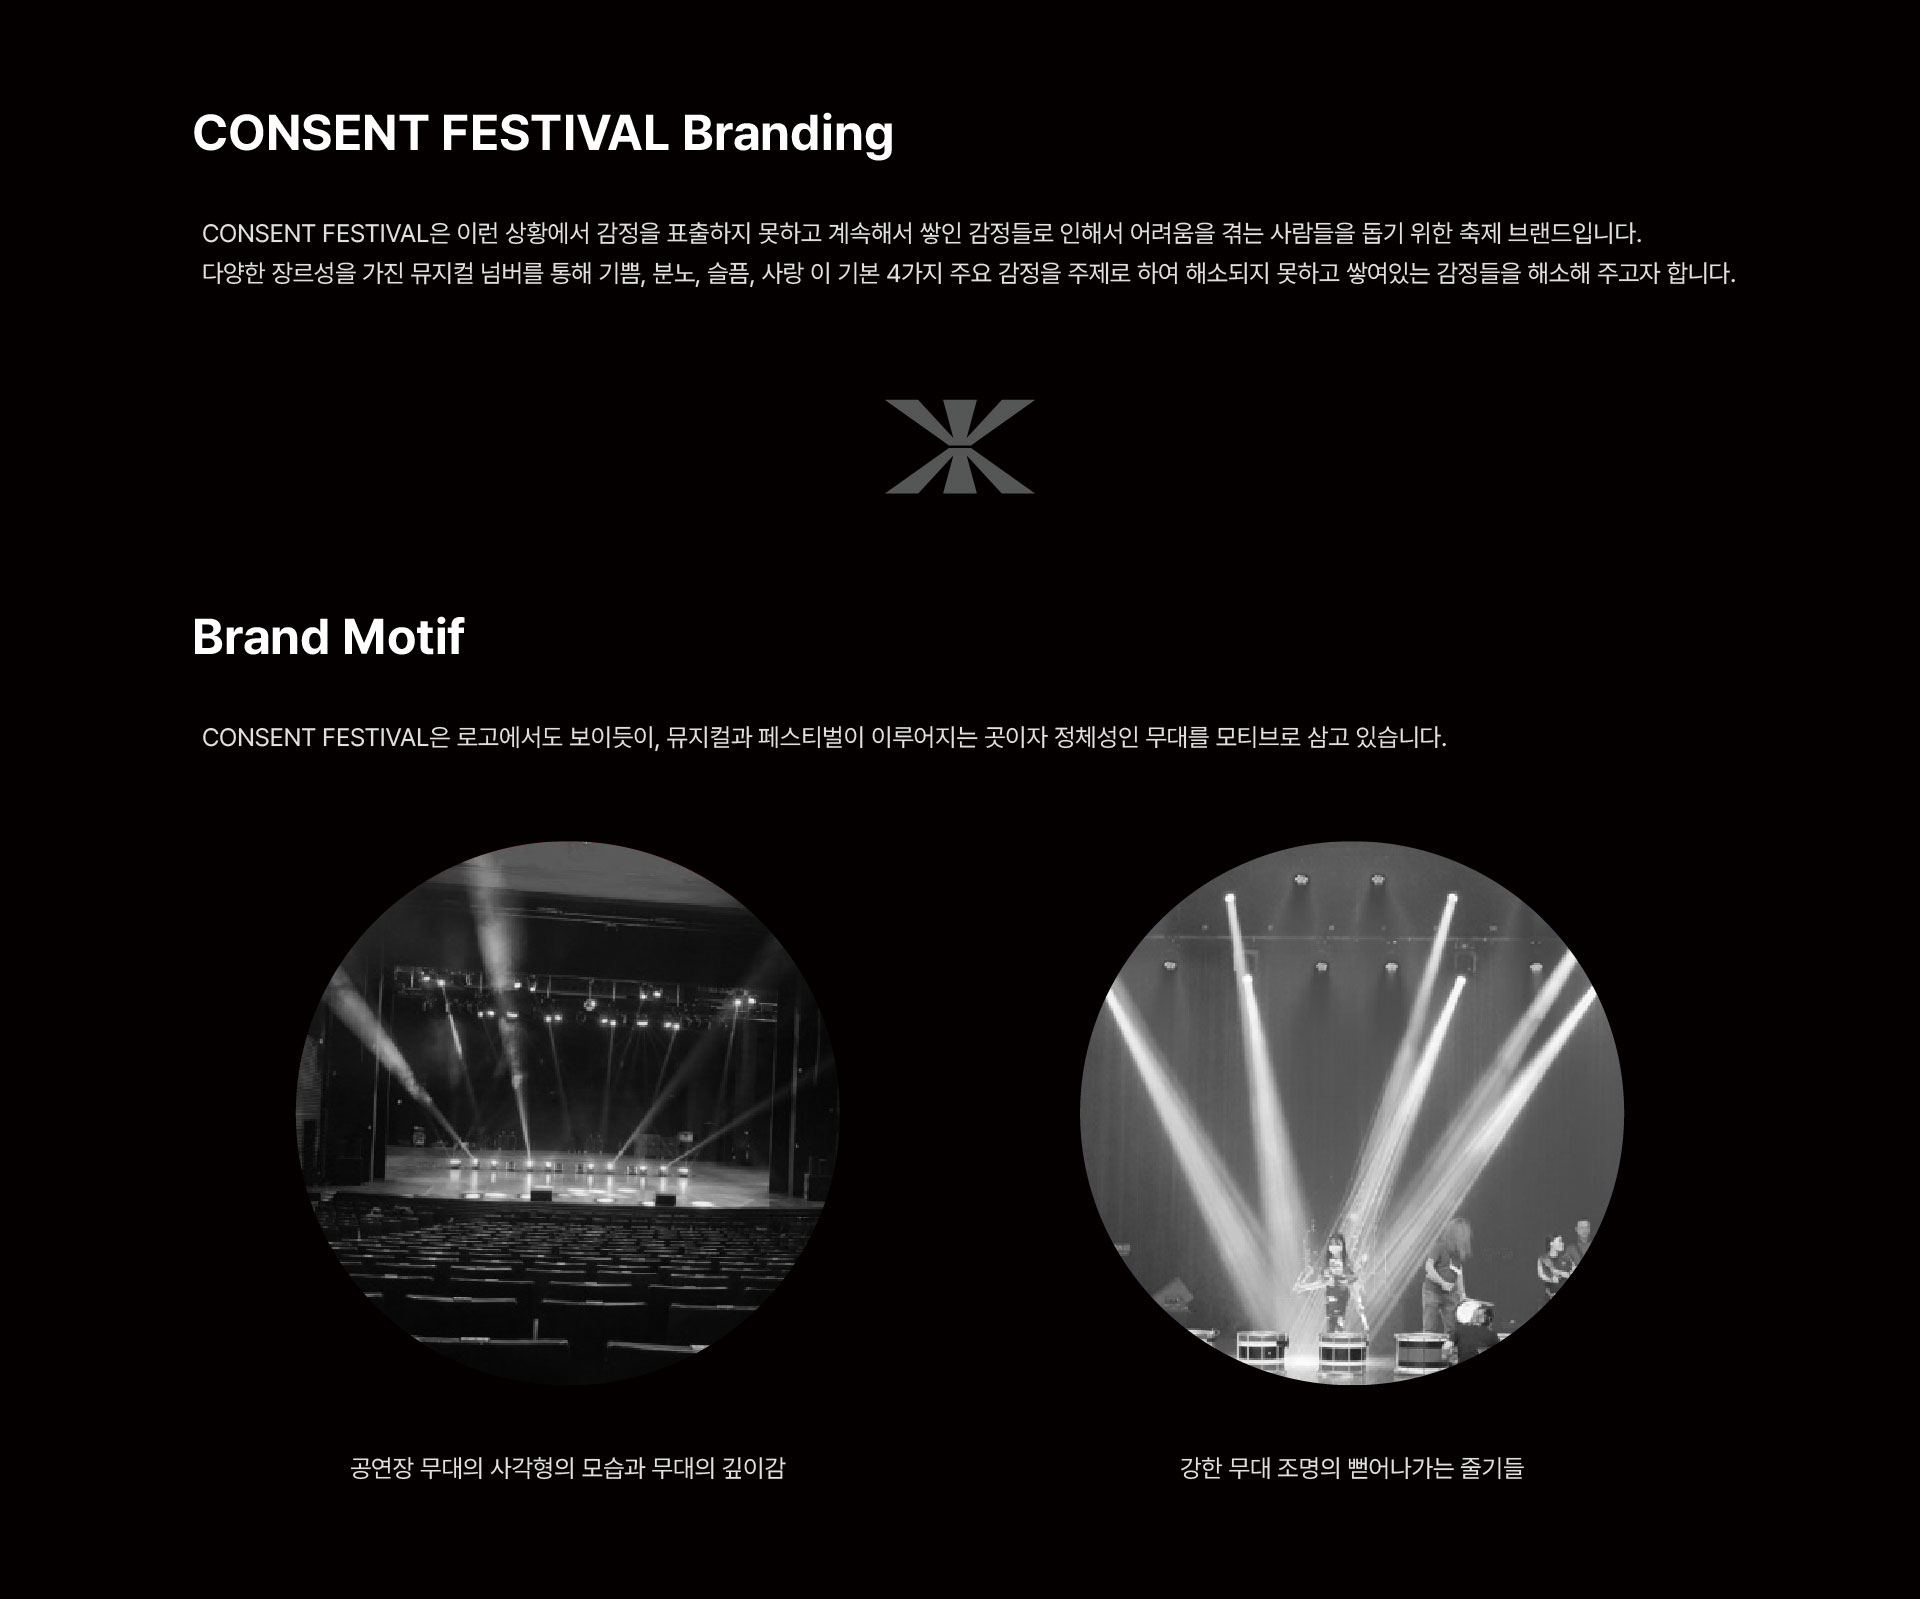 CONSENT FESTIVAL Branding
CONSENT FESTIVAL은 이런 상황에서 감정을 표출하지 못하고 계속해서 쌓인 감정들로 인해서 어려움을 겪는 사람들을 돕기 위한 축제 브랜드입니다.
다양한 장르성을 가진 뮤지컬 넘버를 통해 기쁨, 분노, 슬픔, 사랑 이 기본 4가지 주요 감정을 주제로 하여 해소되지 못하고 쌓여있는 감정들을 해소해 주고자 합니다.
Brand Motif
CONSENT FESTIVAL은 로고에서도 보이듯이, 뮤지컬과 페스티벌이 이루어지는 곳이자 정체성인 무대를 모티브로 삼고 있습니다.
공연장 무대의 사각형의 모습과 무대의 깊이감
강한 무대 조명의 뻗어나가는 줄기들